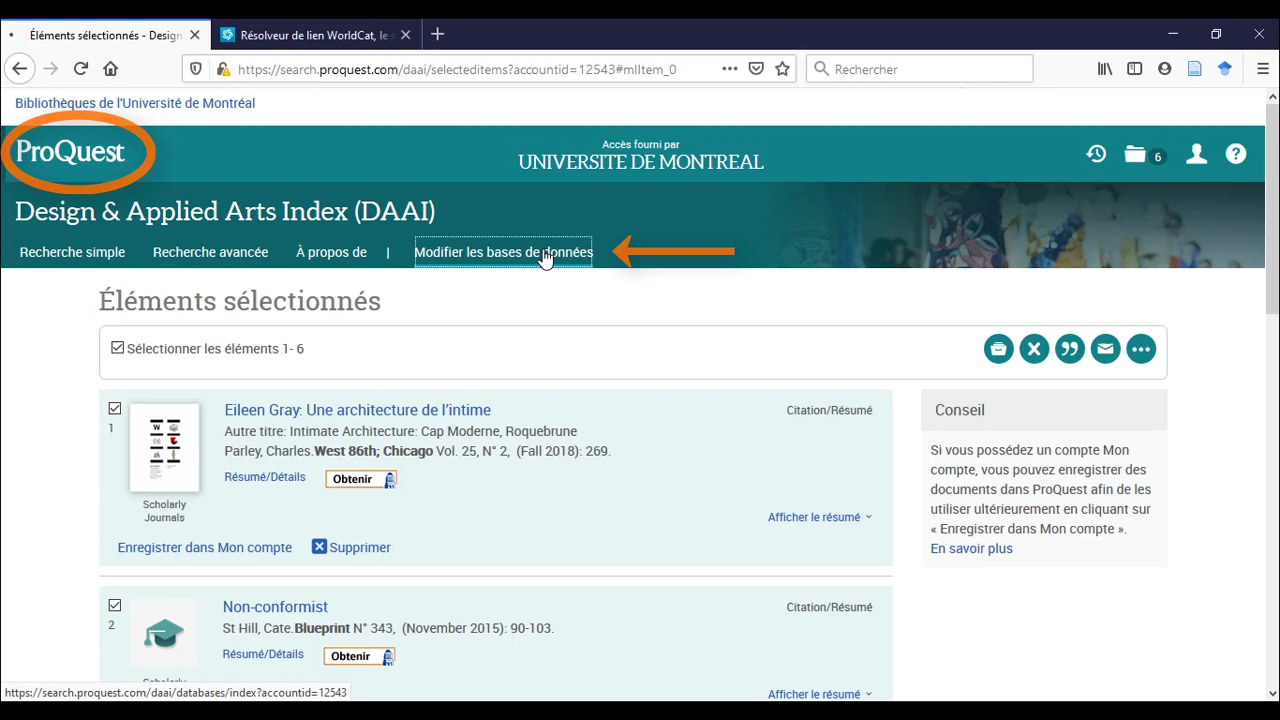 Éléments sélectionnés - Design
Résolveur de lien WorldCat, le s
https://search.proquest.com/daai/selecteditems?accountid=12543#mlItem_0
Rechercher
Bibliothèques de l'Université de Montréal
ProQuest
Accès fourni par
UNIVERSITE DE MONTREAL
6
Design & Applied Arts Index (DAAI)
Recherche simple Recherche avancée À propos de | Modifier les bases de données
Éléments sélectionnés
Sélectionner les éléments 1- 6
1
Eileen Gray: Une architecture de l'intime
Citation/Résumé
Autre titre: Intimate Architecture: Cap Moderne, Roquebrune
Parley, Charles.West 86th; Chicago Vol. 25, N° 2, (Fall 2018): 269.
Résumé/Détails Obtenir
Scholarly
Journals
Afficher le résumé
Enregistrer dans Mon compte Supprimer
Conseil
Si vous possédez un compte Mon
compte, vous pouvez enregistrer des
documents dans ProQuest afin de les
utiliser ultérieurement en cliquant sur
« Enregistrer dans Mon compte ».
En savoir plus
2
Non-conformist
Citation/Résumé
St Hill, Cate.Blueprint N° 343, (November 2015): 90-103.
Résumé/Détails Obtenir
Scholarly
Afficher le résumé
https://search.proquest.com/daai/databases/index?accountid=12543